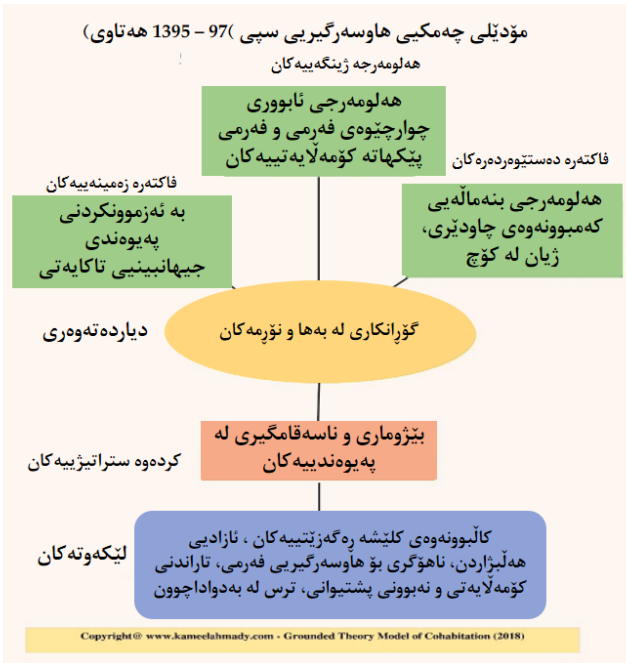 مۆدێلی چەمکیی هاوسەرگیریی سپی )97 – 1395 هەتاوی(
هەلومەرجە ژینگەییەکان
هەلومەرجی ئابووری
چوارچێوەی فەرمی و فەرمی
پێکهاتە کۆمەڵایەتییەکان
فاکتەرە دەستێوەردەرەکان
هەلومەرجی بنەماڵەیی
کەمبوونەوەی چاودێری،
ژیان لە کۆچ
فاکتەرە زەمینەییەکان
بە ئەزموونکردنی
پەیوەندی
جیهانبینیی تاکایەتی
گۆڕانکاری لە بەها و نۆڕمەکان
دیاردەتەوەری
بێژوماری و ناسەقامگیری لە
پەیوەندییەکان
کردەوە ستراتیژییەکان
کاڵبوونەوەی کلێشە ڕەگەزێتییەکان ، ئازادیی
هەڵبژاردن، ناهۆگری بۆ هاوسەرگیریی فەرمی، تاراندنی
کۆمەڵایەتی و نەبوونی پشتیوانی، ترس لە بەدواداچوون
لێکەوتەکان
Copyright@ www.kameelahmady.com - Grounded Theory Model of Cohabitation (2018)